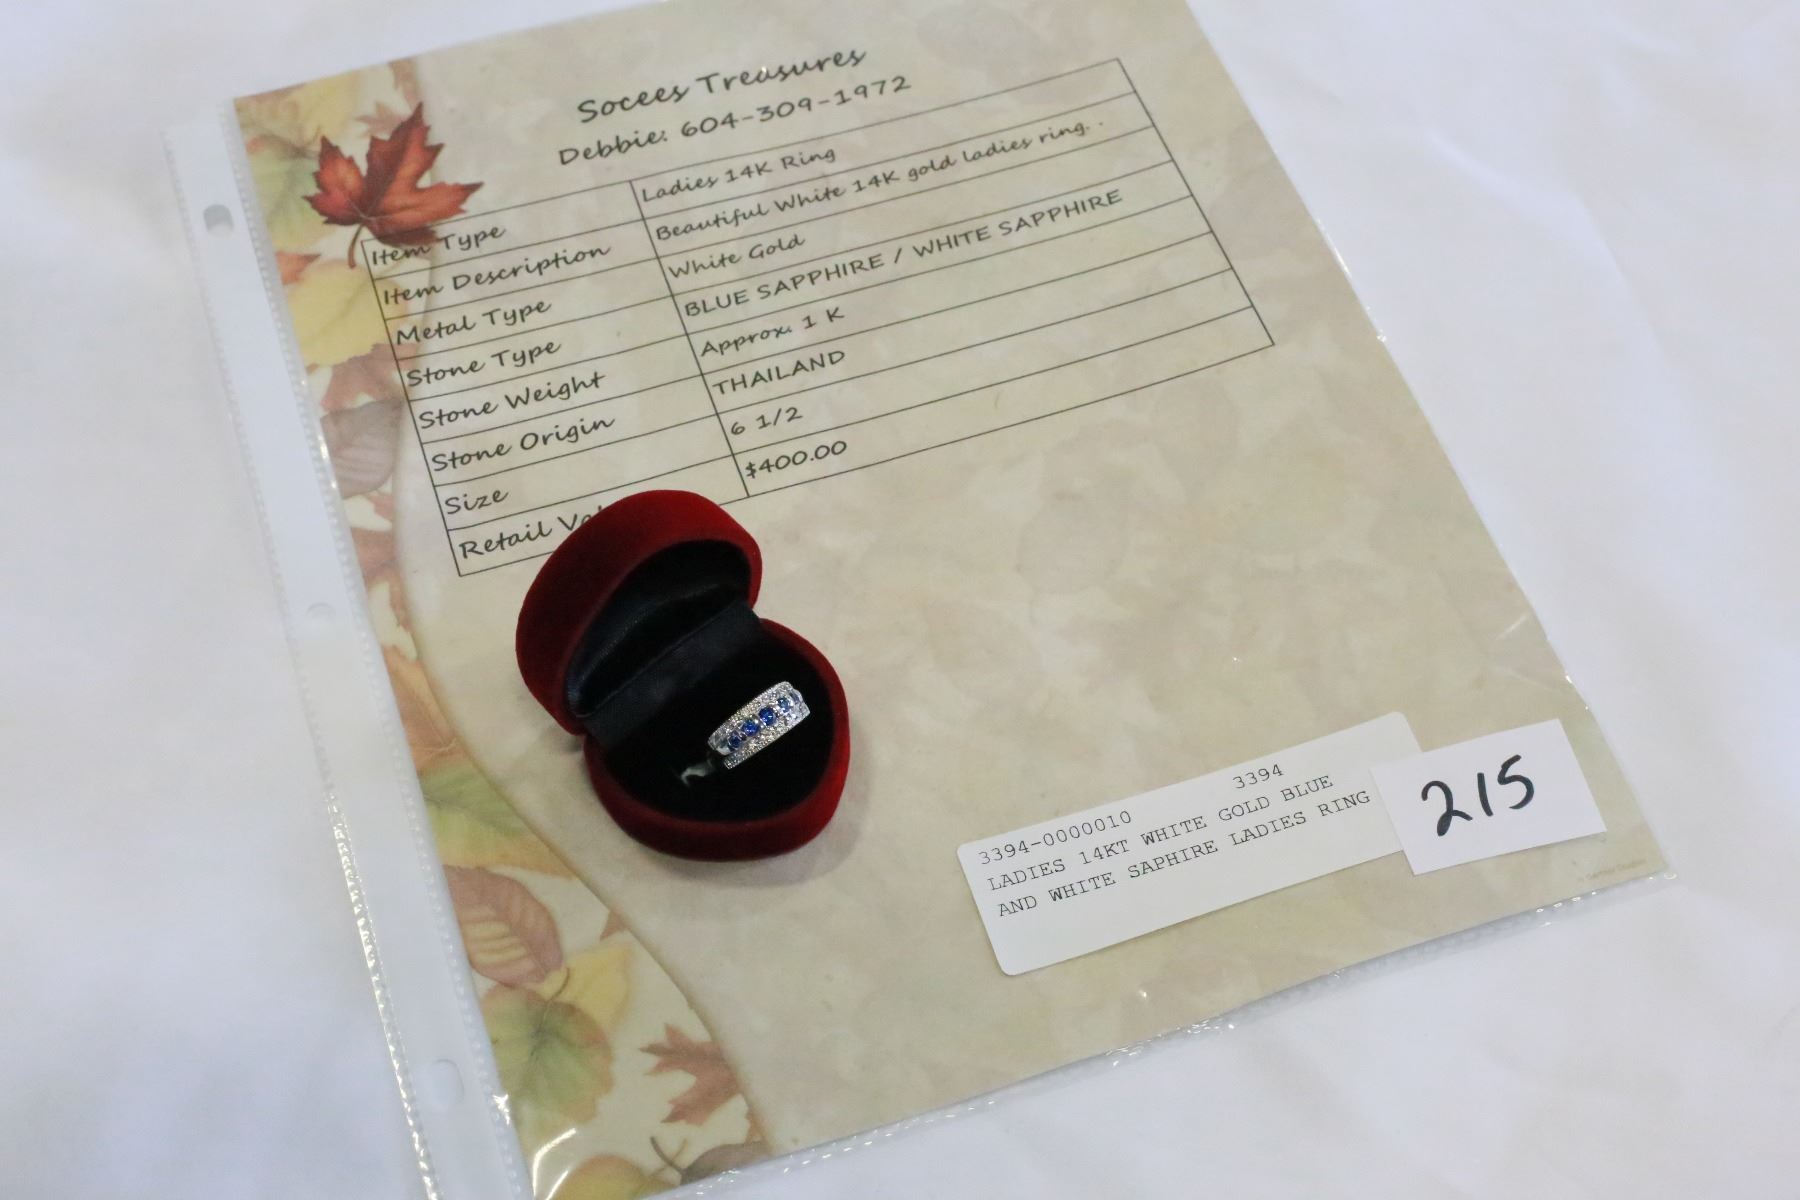 Socees Treasures
Debbie: 604-309-1972
Item Type Ladies 14K Ring
Item Description Beautiful White 14K gold ladies ring. .
Metal Type White Gold
Stone Type BLUE SAPPHIRE / WHITE SAPPHIRE
Stone Weight Approx. 1 K
Stone Origin THAILAND
Size 6 1/2
Retail $400.00
3394-0000010 3394
LADIES 14KT WHITE GOLD BLUE
AND WHITE SAPHIRE LADIES RING
215